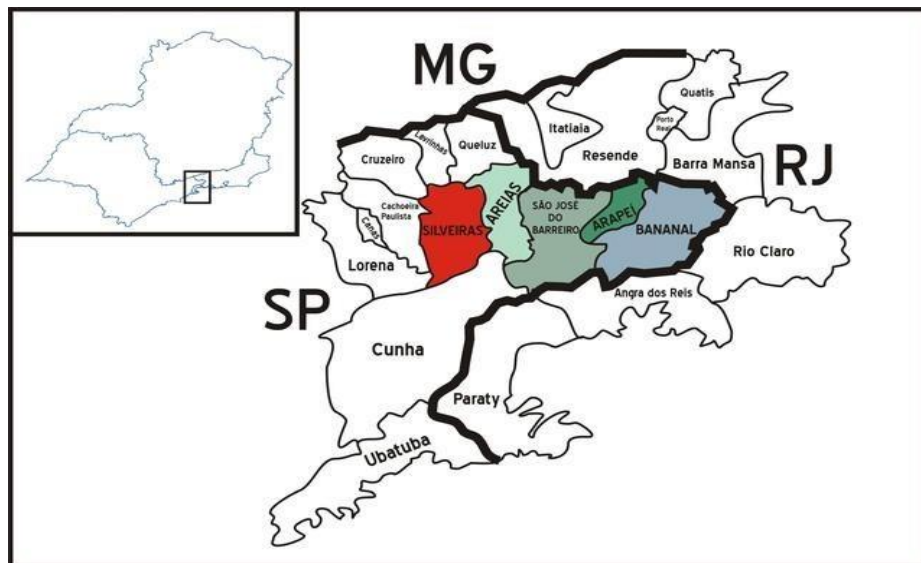 MG
Quatis
Itatiaia
Porto
Real
Lavrinhas
Queluz
Cruzeiro
Resende
Barra Mansa
RJ
Cachoeira
Paulista
Canas
SILVEIRAS
AREIAS
SÃO JOSÉ
DO
BARREIRO
ARAPEÍ
BANANAL
Lorena
Rio Claro
SP
Angra dos Reis
Cunha
Paraty
Ubatuba